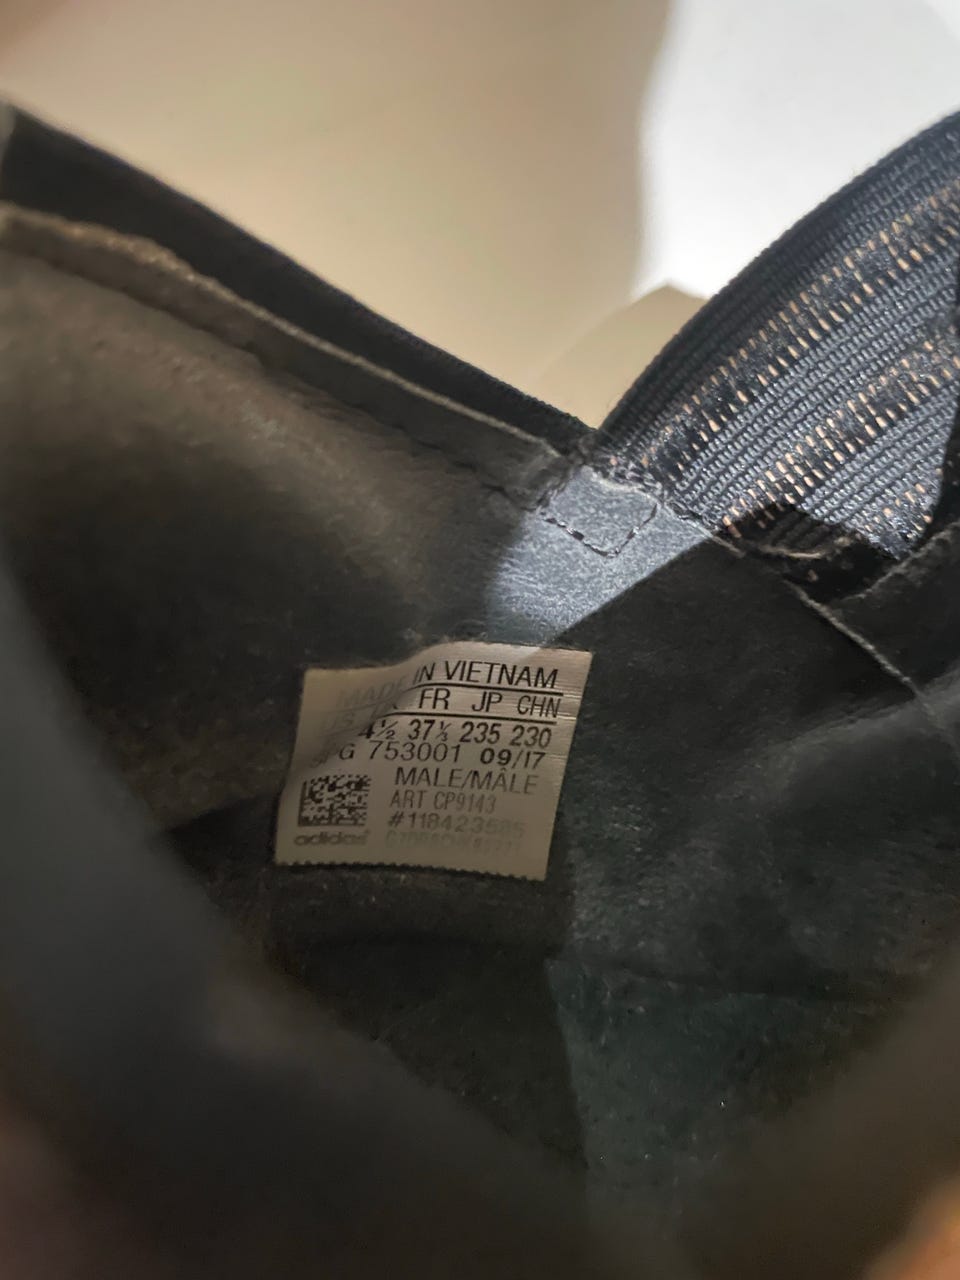 MADE IN VIETNAM
FR JP CHN
4½ 37⅓ 235 230
753001 09/17
MALE/MÂLE
ART CP9143
#118423585
adidas